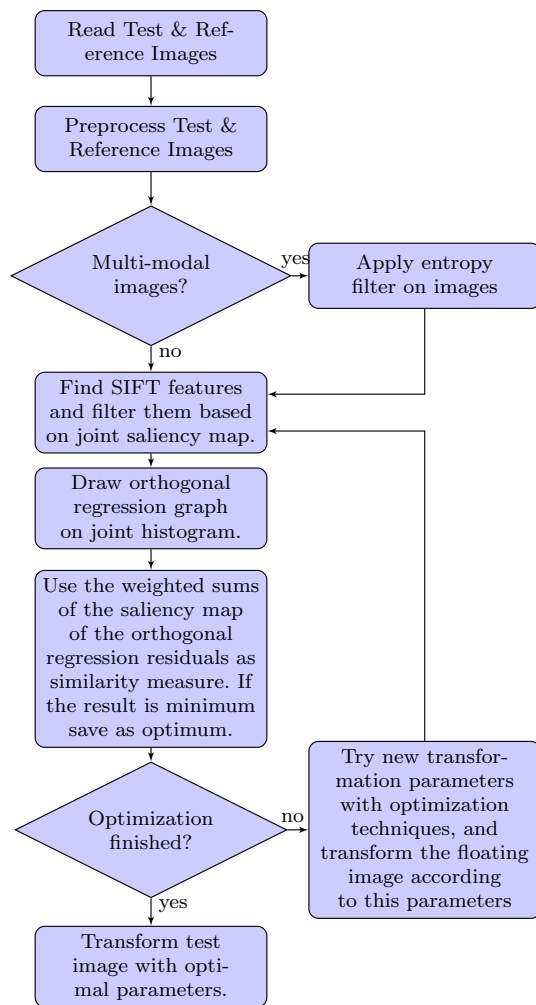 Read Test & Ref-
erence Images
Preprocess Test &
Reference Images
Multi-modal
images?
yes
Apply entropy
filter on images
no
Find SIFT features
and filter them based
on joint saliency map.
Draw orthogonal
regression graph
on joint histogram.
Use the weighted sums
of the saliency map
of the orthogonal
regression residuals as
similarity measure. If
the result is minimum
save as optimum.
Optimization
finished?
no
Try new transfor-
mation parameters
with optimization
techniques, and
transform the floating
image according
to this parameters
yes
Transform test
image with opti-
mal parameters.